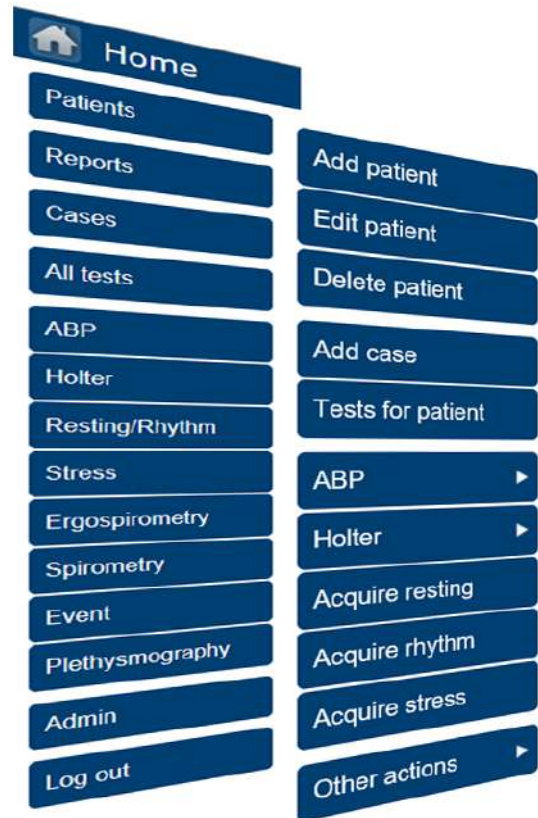 Home
Patients
Reports
Cases
All tests
ABP
Holter
Resting/Rhythm
Stress
Ergospirometry
Spirometry
Event
Plethysmography
Admin
Log out
Add patient
Edit patient
Delete patient
Add case
Tests for patient
ABP
Holter
Acquire resting
Acquire rhythm
Acquire stress
Other actions